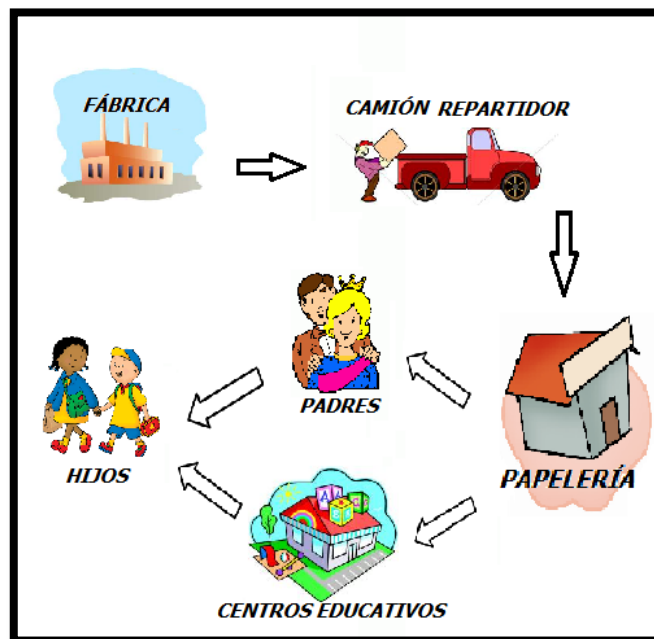 FÁBRICA
CAMIÓN REPARTIDOR
PADRES
HIJOS
PAPELERÍA
CENTROS EDUCATIVOS